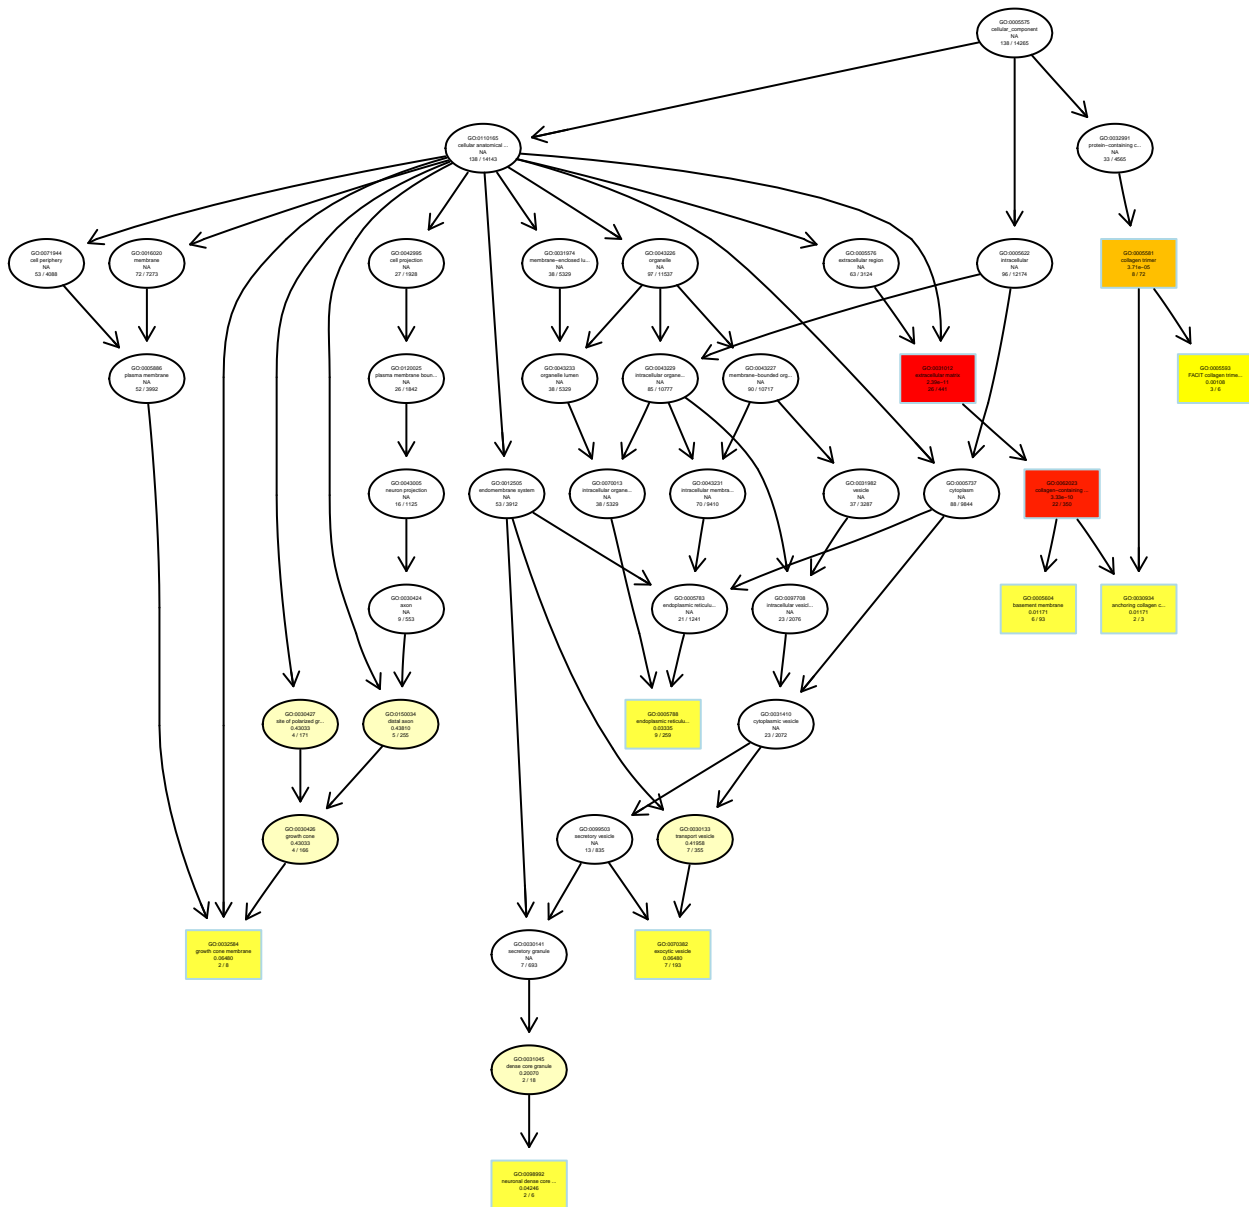 GO:0005575
cellular_component
NA
138 / 14265
GO:0110165
cellular anatomical ...
NA
138 / 14143
GO:0032991
protein−containing c...
NA
33 / 4565
GO:0071944
cell periphery
NA
53 / 4088
GO:0016020
membrane
NA
72 / 7273
GO:0042995
cell projection
NA
27 / 1928
GO:0031974
membrane−enclosed lu...
NA
38 / 5329
GO:0043226
organelle
NA
97 / 11537
GO:0005576
extracellular region
NA
63 / 3124
GO:0005622
intracellular
NA
96 / 12174
GO:0005581
collagen trimer
3.71e−05
8 / 72
GO:0005886
plasma membrane
NA
52 / 3992
GO:0120025
plasma membrane boun...
NA
26 / 1842
GO:0043233
organelle lumen
NA
38 / 5329
GO:0043229
intracellular organe...
NA
85 / 10777
GO:0043227
membrane−bounded org...
NA
90 / 10717
GO:0031012
extracellular matrix
GO:0005593
FACIT collagen trime...
0.00108
3 / 6
GO:0043005
neuron projection
NA
16 / 1125
GO:0012505
endomembrane system
NA
53 / 3912
GO:0070013
intracellular organe...
NA
38 / 5329
GO:0043231
intracellular membra...
NA
70 / 9410
GO:0031982
vesicle
NA
37 / 3287
GO:0005737
cytoplasm
NA
88 / 9844
GO:0062023
collagen−containing ...
GO:0030424
axon
NA
9 / 553
GO:0005783
endoplasmic reticulu...
NA
21 / 1241
GO:0097708
intracellular vesicl...
NA
23 / 2076
GO:0005604
basement membrane
0.01171
6 / 93
GO:0030934
anchoring collagen c...
0.01171
2 / 3
GO:0030427
site of polarized gr...
0.43033
4 / 171
GO:0150034
distal axon
0.43810
5 / 255
GO:0005788
endoplasmic reticulu...
0.03335
9 / 259
GO:0031410
cytoplasmic vesicle
NA
23 / 2072
GO:0030426
growth cone
0.43033
4 / 166
GO:0099503
secretory vesicle
NA
13 / 835
GO:0030133
transport vesicle
0.41958
7 / 355
GO:0032584
growth cone membrane
0.06480
2 / 8
GO:0030141
secretory granule
NA
7 / 693
GO:0070382
exocytic vesicle
0.06480
7 / 193
GO:0031045
dense core granule
0.20070
2 / 18
GO:0098992
neuronal dense core ...
0.04246
2 / 6